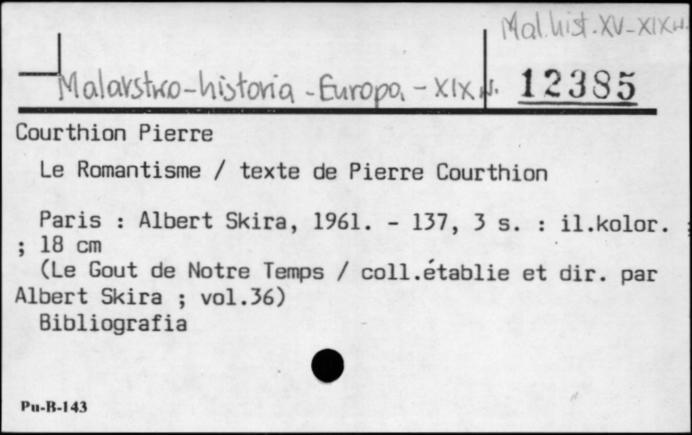 Mal.hist.XV-XIXw.
Malarstwo-historia-Europa-XIXw.
12385
Courthion Pierre
Le Romantisme / texte de Pierre Courthion
Paris : Albert Skira, 1961. - 137, 3 s. : il.kolor.
; 18 cm
(Le Gout de Notre Temps / coll.établie et dir. par
Albert Skira ; vol.36)
Bibliografia
Pu-B-143